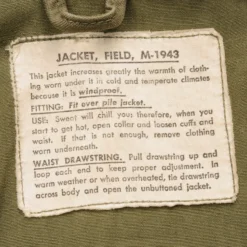 JACKET, FIELD, M-1943
This jacket increases greatly the warmth of cloth-
ing worn under it in cold and temperate climates
because it is windproof.
FITTING: Fit over pile jacket.
USE: Sweat will chill you therefore, when you
start to get hot, open collar and loosen cuffs and
waist. If that is not enough, remove clothing
worn underneath.
WAIST DRAWSTRING. Pull drawstring up and
loop each end to keep proper adjustment. In
warm weather or when overheated, tie drawstring
across body and open the unbuttoned jacket.